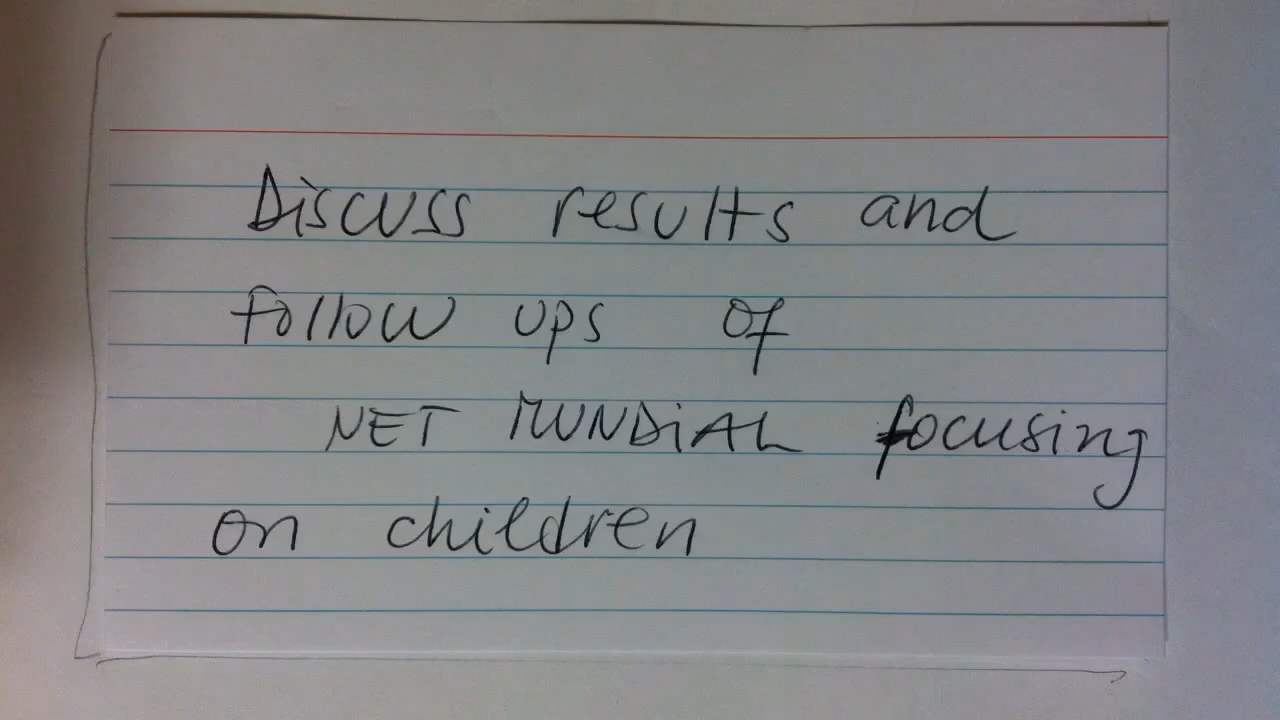 Discuss results and
follow ups of
NET MUNDiAL focusing
on children